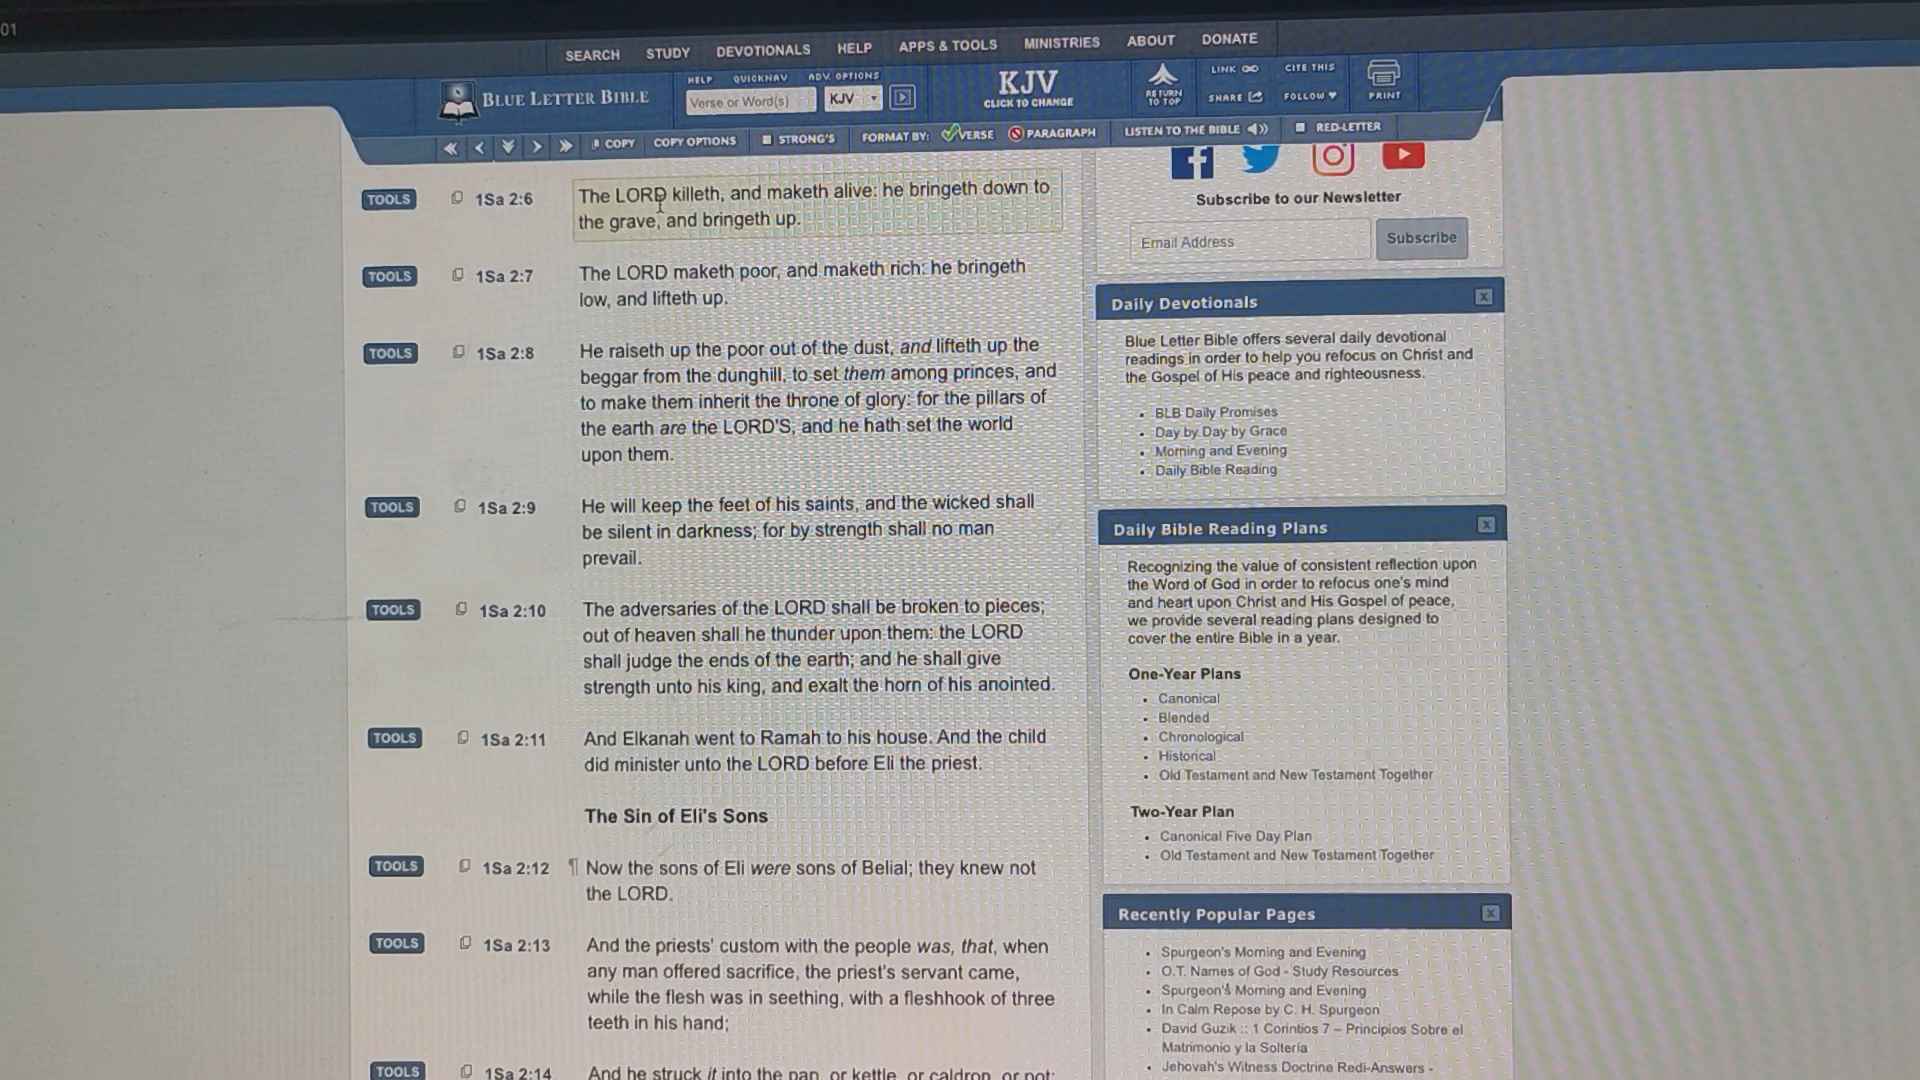 01
SEARCH STUDY DEVOTIONALS HELP APPS & TOOLS MINISTRIES ABOUT DONATE
HELP QUICKNAV ADV. OPTIONS
BLUE LETTER BIBLE
Verse or Word(s) KJV
KJV
CLICK TO CHANGE
RETURN
TO TOP
LINK CITE THIS
SHARE FOLLOW
PRINT
COPY COPY OPTIONS STRONG'S FORMAT BY: VERSE PARAGRAPH LISTEN TO THE BIBLE RED-LETTER
TOOLS 1Sa 2:6 The LORD killeth, and maketh alive: he bringeth down to
the grave, and bringeth up.
TOOLS 1Sa 2:7 The LORD maketh poor, and maketh rich: he bringeth
low, and lifteth up.
TOOLS 1Sa 2:8 He raiseth up the poor out of the dust, and lifteth up the
beggar from the dunghill, to set them among princes, and
to make them inherit the throne of glory: for the pillars of
the earth are the LORD'S, and he hath set the world
upon them.
TOOLS 1Sa 2:9 He will keep the feet of his saints, and the wicked shall
be silent in darkness; for by strength shall no man
prevail.
TOOLS 1Sa 2:10 The adversaries of the LORD shall be broken to pieces;
out of heaven shall he thunder upon them: the LORD
shall judge the ends of the earth; and he shall give
strength unto his king, and exalt the horn of his anointed.
TOOLS 1Sa 2:11 And Elkanah went to Ramah to his house. And the child
did minister unto the LORD before Eli the priest.
The Sin of Eli's Sons
TOOLS 1Sa 2:12 ¶ Now the sons of Eli were sons of Belial; they knew not
the LORD.
TOOLS 1Sa 2:13 And the priests' custom with the people was, that, when
any man offered sacrifice, the priest's servant came,
while the flesh was in seething, with a fleshhook of three
teeth in his hand;
TOOLS 1Sa 2:14 And he struck it into the pan, or kettle, or caldron, or pot;
Subscribe to our Newsletter
Email Address Subscribe
Daily Devotionals x
Blue Letter Bible offers several daily devotional
readings in order to help you refocus on Christ and
the Gospel of His peace and righteousness.
BLB Daily Promises
Day by Day by Grace
Morning and Evening
Daily Bible Reading
Daily Bible Reading Plans x
Recognizing the value of consistent reflection upon
the Word of God in order to refocus one's mind
and heart upon Christ and His Gospel of peace,
we provide several reading plans designed to
cover the entire Bible in a year.
One-Year Plans
Canonical
Blended
Chronological
Historical
Old Testament and New Testament Together
Two-Year Plan
Canonical Five Day Plan
Old Testament and New Testament Together
Recently Popular Pages x
Spurgeon's Morning and Evening
O.T. Names of God - Study Resources
Spurgeon's Morning and Evening
In Calm Repose by C. H. Spurgeon
David Guzik :: 1 Corintios 7 – Principios Sobre el
Matrimonio y la Soltería
Jehovah's Witness Doctrine Redi-Answers -